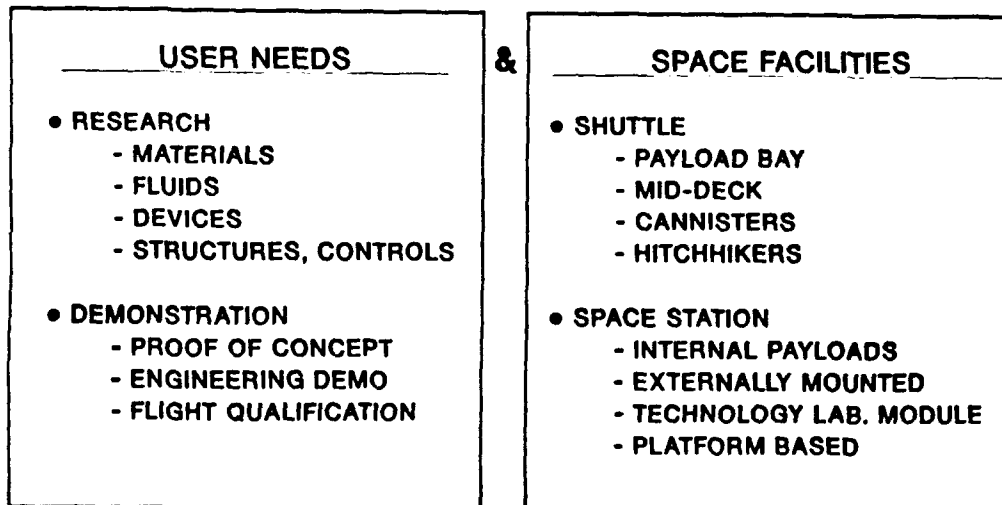 USER NEEDS
● RESEARCH
- MATERIALS
- FLUIDS
- DEVICES
- STRUCTURES, CONTROLS
● DEMONSTRATION
- PROOF OF CONCEPT
- ENGINEERING DEMO
- FLIGHT QUALIFICATION
&
SPACE FACILITIES
● SHUTTLE
- PAYLOAD BAY
- MID-DECK
- CANNISTERS
- HITCHHIKERS
● SPACE STATION
- INTERNAL PAYLOADS
- EXTERNALLY MOUNTED
- TECHNOLOGY LAB. MODULE
- PLATFORM BASED